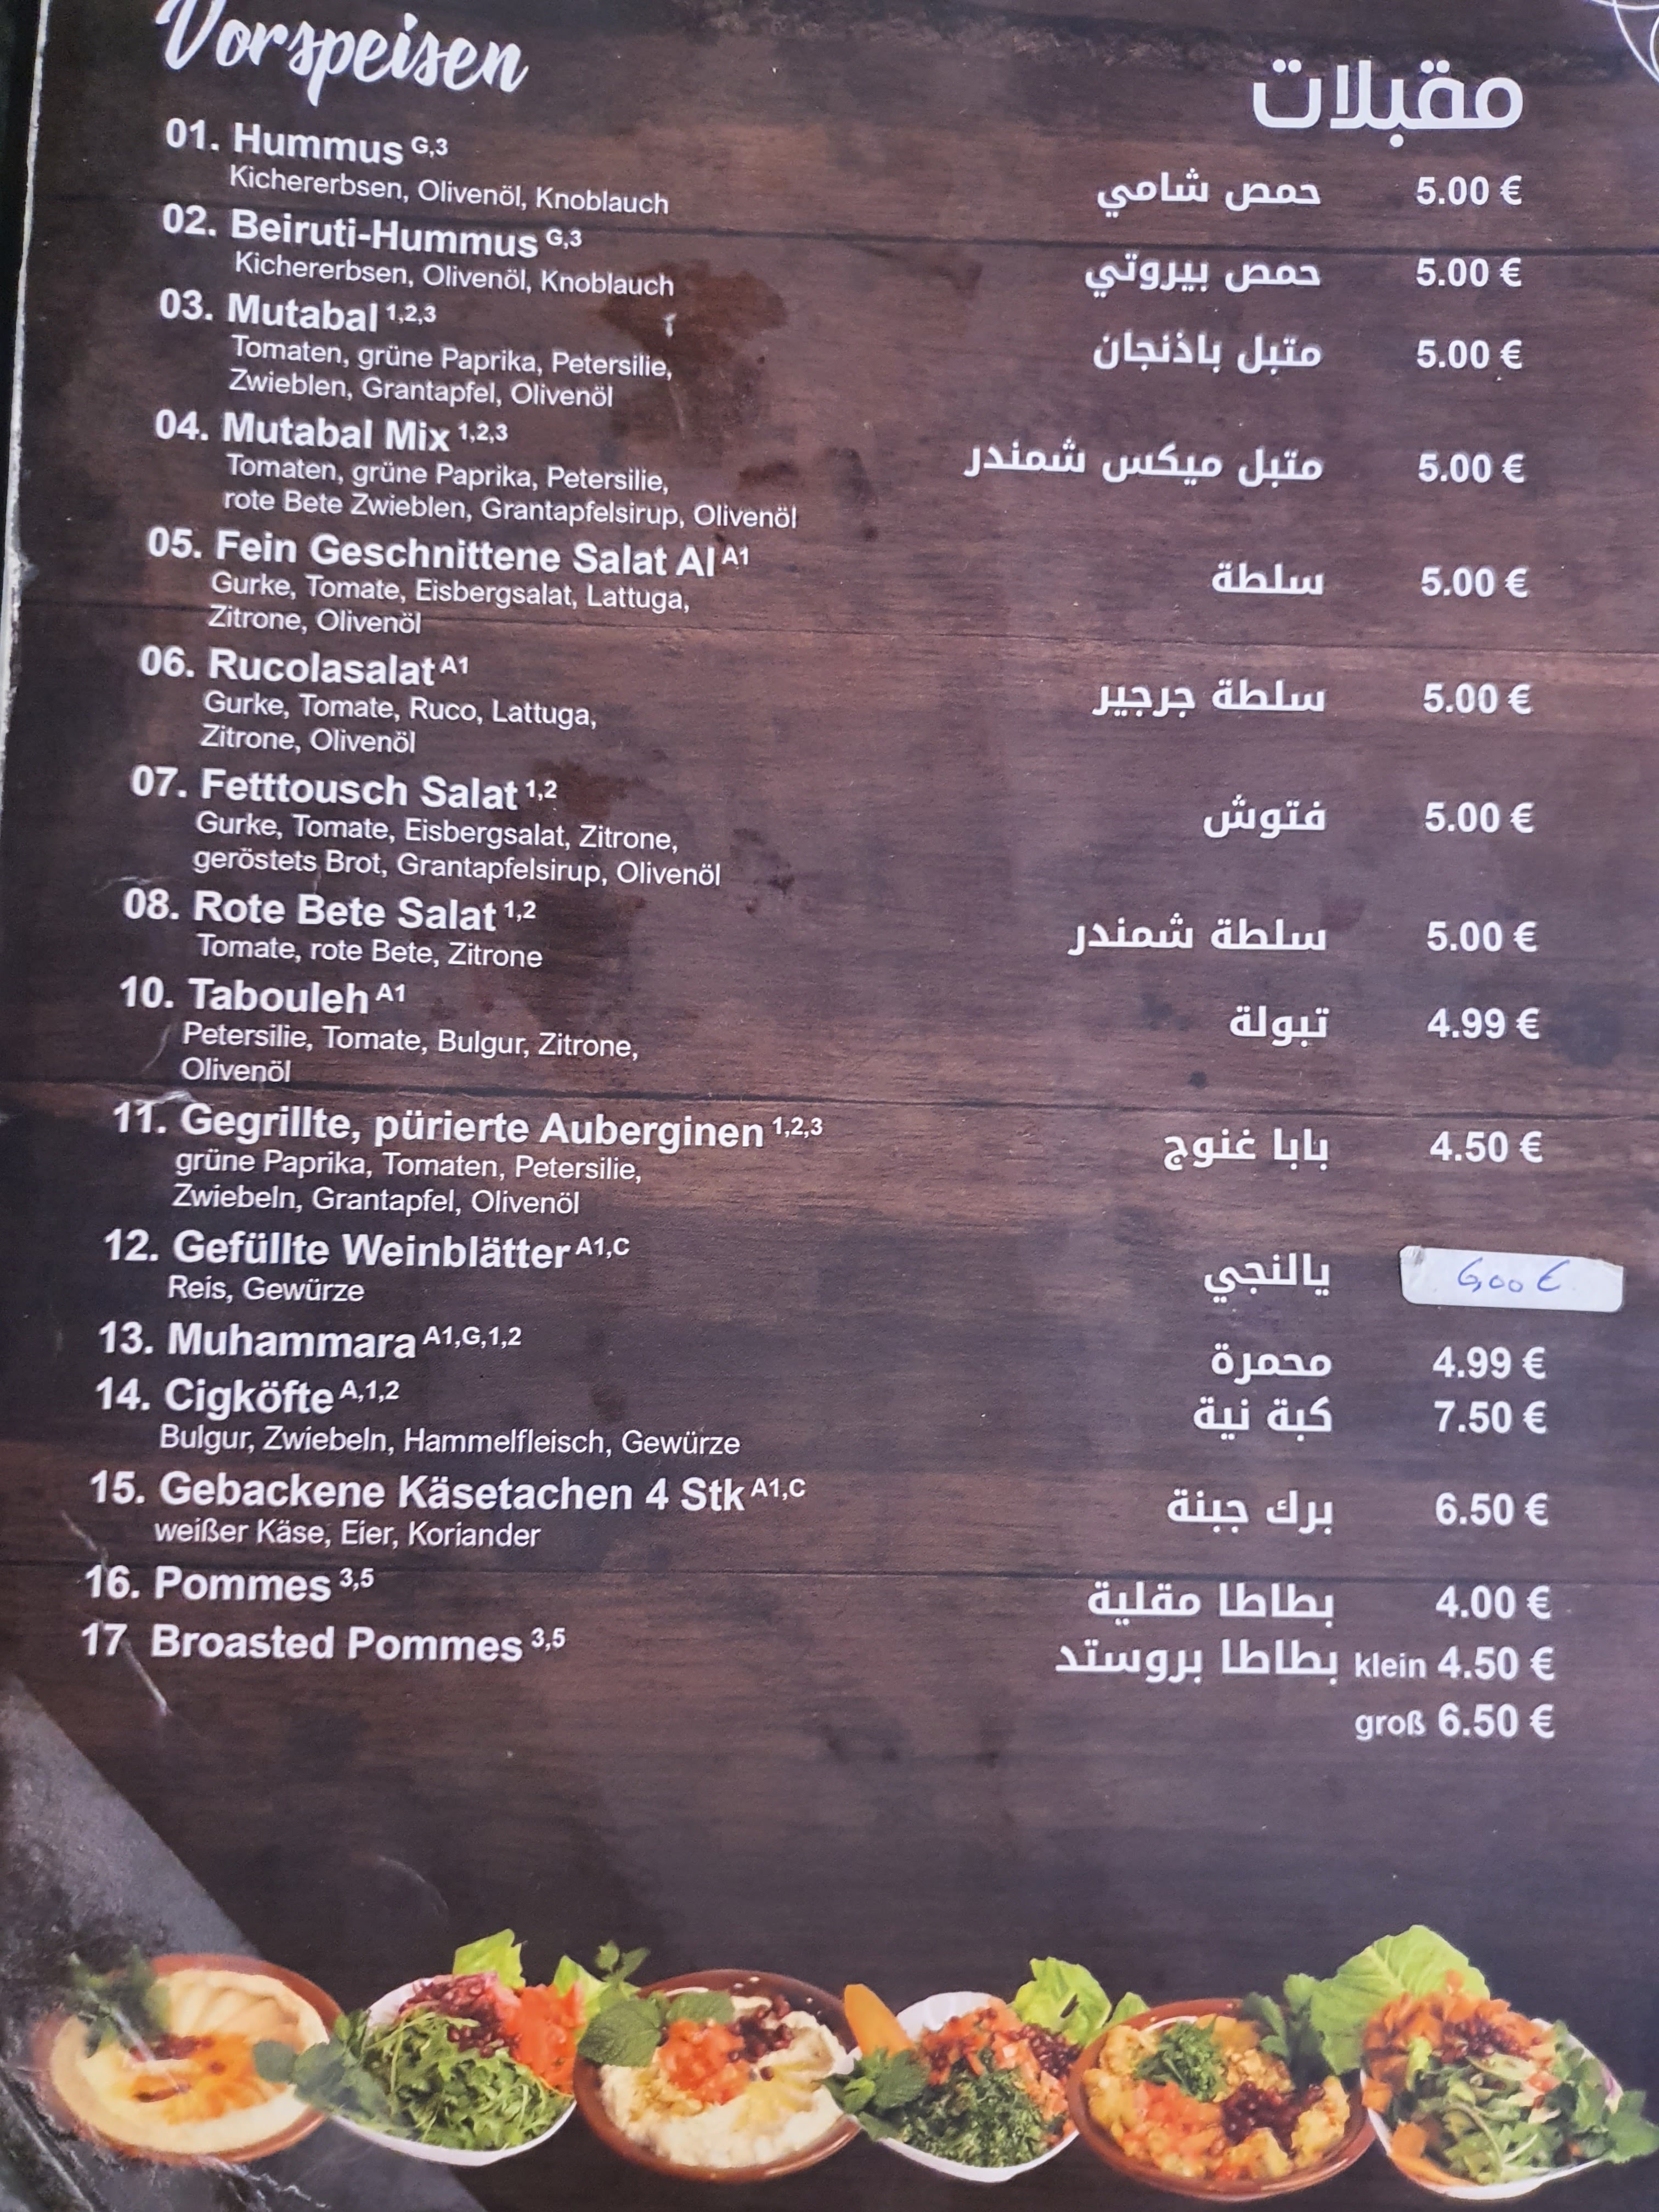 Vorspeisen مقبلات
01. Hummus G,3
Kichererbsen, Olivenöl, Knoblauch
حمص شامي 5.00 €
02. Beiruti-Hummus G,3
Kichererbsen, Olivenöl, Knoblauch
حمص بيروتي 5.00 €
03. Mutabal 1,2,3
متبل باذنجان 5.00 €
Tomaten, grüne Paprika, Petersilie,
Zwieblen, Grantapfel, Olivenöl
04. Mutabal Mix 1,2,3
متبل ميكس شمندر 5.00 €
Tomaten, grüne Paprika, Petersilie,
rote Bete Zwieblen, Grantapfelsirup, Olivenöl
05. Fein Geschnittene Salat Al A1
سلطة 5.00 €
Gurke, Tomate, Eisbergsalat, Lattuga,
Zitrone, Olivenöl
06. Rucolasalat A1
سلطة جرجير 5.00 €
Gurke, Tomate, Ruco, Lattuga,
Zitrone, Olivenöl
07. Fetttousch Salat 1,2
فتوش 5.00 €
Gurke, Tomate, Eisbergsalat, Zitrone,
geröstets Brot, Grantapfelsirup, Olivenöl
08. Rote Bete Salat 1,2
سلطة شمندر 5.00 €
Tomate, rote Bete, Zitrone
10. Tabouleh A1
تبولة 4.99 €
Petersilie, Tomate, Bulgur, Zitrone,
Olivenöl
11. Gegrillte, pürierte Auberginen 1,2,3
بابا غنوج 4.50 €
grüne Paprika, Tomaten, Petersilie,
Zwiebeln, Grantapfel, Olivenöl
12. Gefüllte Weinblätter A1,C
يالنجي 6,00 €
Reis, Gewürze
13. Muhammara A1,G,1,2
محمرة 4.99 €
14. Cigköfte A,1,2
كبة نية 7.50 €
Bulgur, Zwiebeln, Hammelfleisch, Gewürze
15. Gebackene Käsetachen 4 Stk A1,C
برك جبنة 6.50 €
weißer Käse, Eier, Koriander
16. Pommes 3,5
بطاطا مقلية 4.00 €
17 Broasted Pommes 3,5
بطاطا بروستد klein 4.50 €
groß 6.50 €